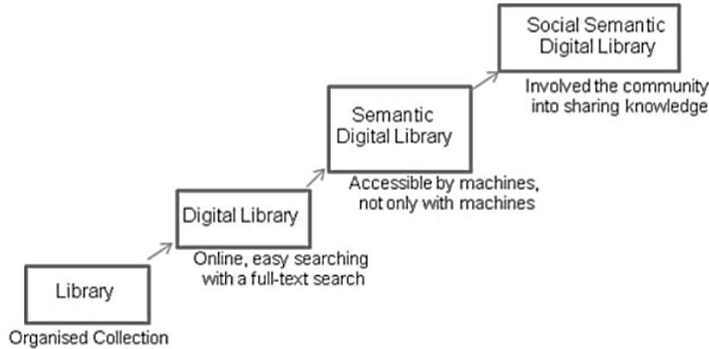 Social Semantic
Digital Library
Involved the community
into sharing knowledge
Semantic
Digital Library
Accessible by machines,
not only with machines
Digital Library
Online, easy searching
with a full-text search
Library
Organised Collection